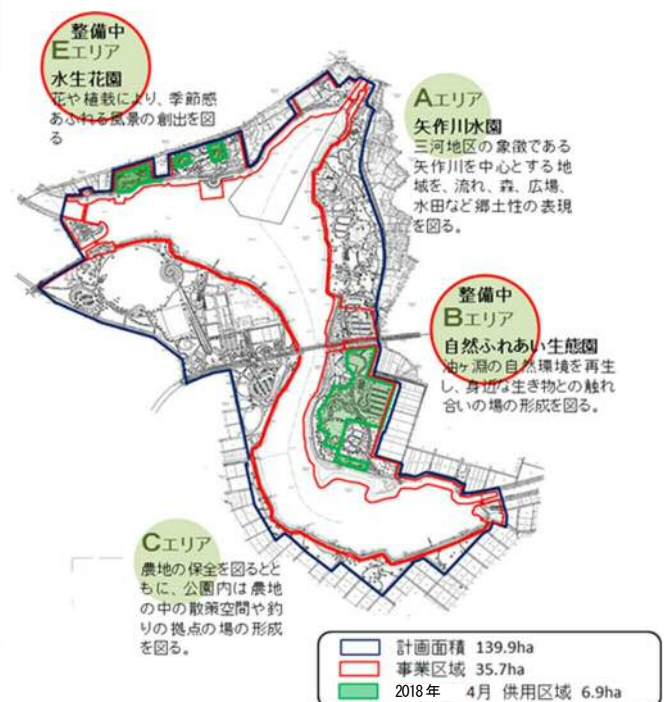 整備中
Eエリア
水生花園
花や植栽により、季節感
あふれる風景の創出を図
る
Aエリア
矢作川水園
三河地区の象徴である
矢作川を中心とする地
域を、流れ、森、広場、
水田など郷土性の表現
を図る。
整備中
Bエリア
自然ふれあい生態園
油ヶ淵の自然環境を再生
し、身近な生き物との触れ
合いの場の形成を図る。
Cエリア
農地の保全を図るとと
もに、公園内は農地
の中の散策空間や釣
りの拠点の場の形成
を図る。
計画面積 139.9ha
事業区域 35.7ha
2018年 4月 供用区域 6.9ha